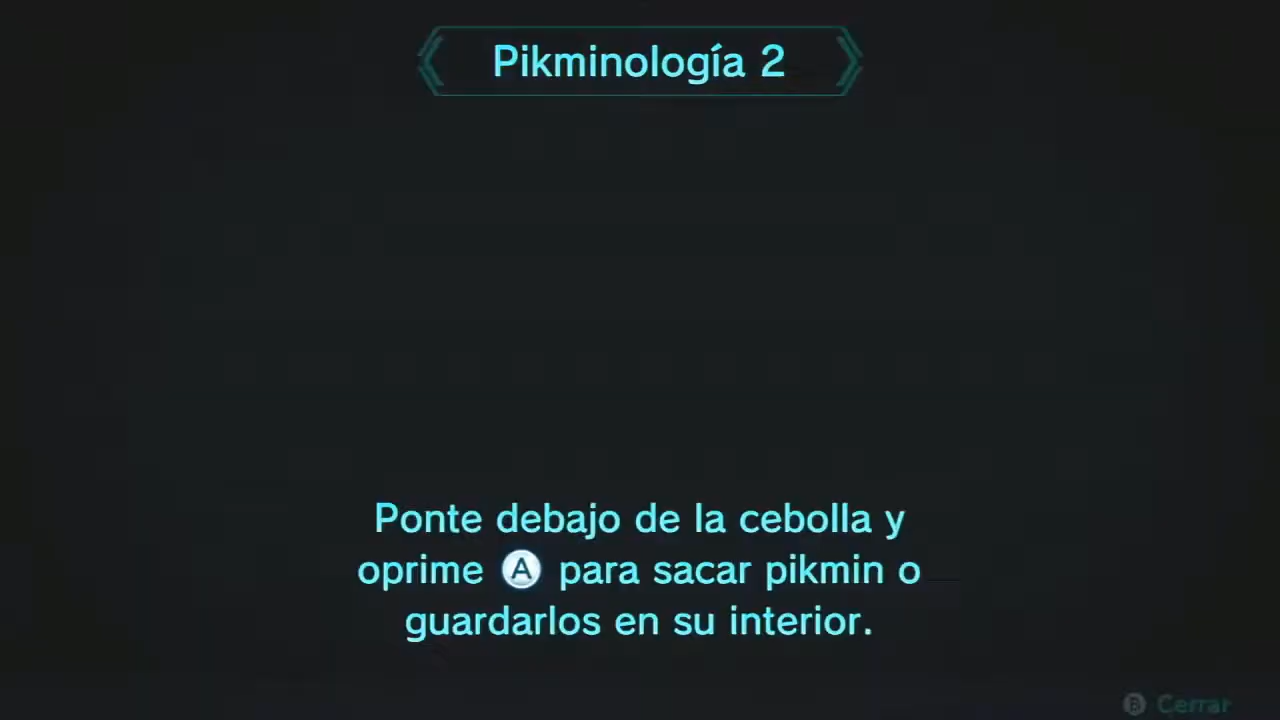 Pikminología 2
Ponte debajo de la cebolla y
oprime A para sacar pikmin o
guardarlos en su interior.
B Cerrar